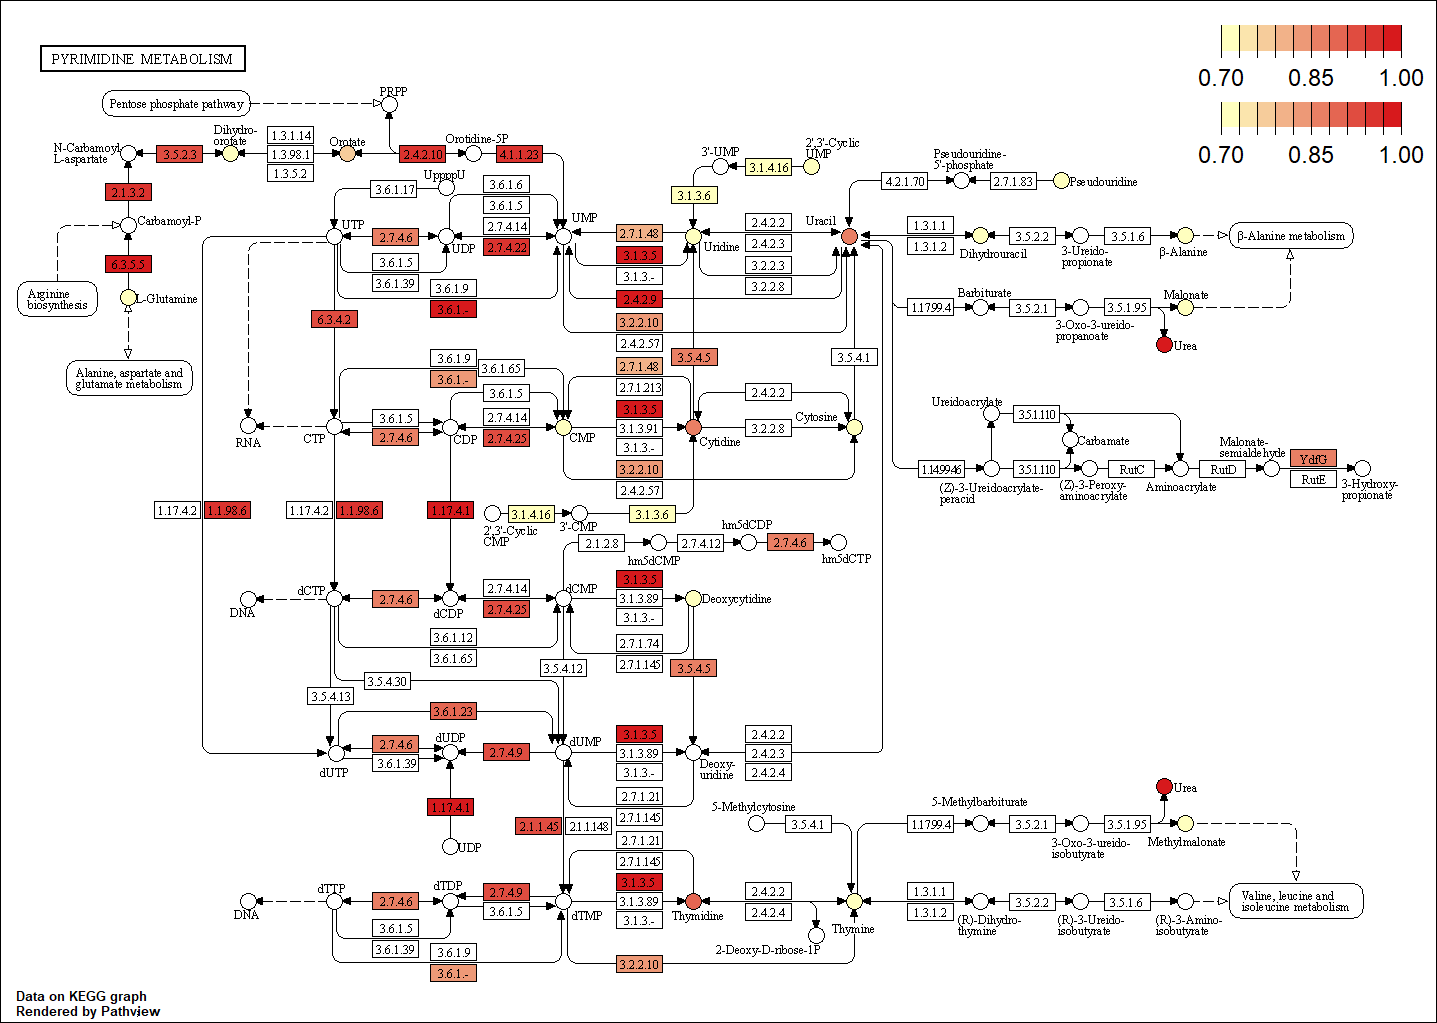 PYRIMIDINE METABOLISM
0.70 0.85 1.00
0.70 0.85 1.00
Pentose phosphate pathway
PRPP
N-Carbamoyl-
L-aspartate
3.5.2.3
Dihydro-
orotate
1.3.1.14
1.3.98.1
1.3.5.2
Orotate
2.4.2.10
Orotidine-5P
4.1.1.23
2.1.3.2
Carbamoyl-P
6.3.5.5
L-Glutamine
Arginine
biosynthesis
Alanine, aspartate and
glutamate metabolism
UppppU
3.6.1.17
3.6.1.6
3.6.1.5
UTP
2.7.4.6
3.6.1.5
3.6.1.39
UDP
2.7.4.14
2.7.4.22
3.6.1.9
3.6.1.-
UMP
3'-UMP
3.1.4.16
2',3'-Cyclic
UMP
3.1.3.6
2.7.1.48
3.1.3.5
3.1.3.-
2.4.2.9
3.2.2.10
2.4.2.57
Uridine
2.4.2.2
2.4.2.3
3.2.2.3
3.2.2.8
Uracil
Pseudouridine-
5'-phosphate
4.2.1.70
2.7.1.83
Pseudouridine
1.3.1.1
1.3.1.2
Dihydrouracil
3.5.2.2
3-Ureido-
propionate
3.5.1.6
β-Alanine
β-Alanine metabolism
1.1.99.4
Barbiturate
3.5.2.1
3-Oxo-3-ureido-
propanoate
3.5.1.95
Malonate
Urea
6.3.4.2
3.6.1.9
3.6.1.-
3.6.1.65
2.7.1.48
2.7.1.213
3.5.4.5
3.5.4.1
RNA
CTP
3.6.1.5
2.7.4.6
CDP
3.6.1.5
2.7.4.14
2.7.4.25
CMP
3.1.3.5
3.1.3.91
3.1.3.-
3.2.2.10
2.4.2.57
Cytidine
2.4.2.2
3.2.2.8
Cytosine
Ureidoacrylate
3.5.1.110
Carbamate
1.14.99.46
(Z)-3-Ureidoacrylate-
peracid
3.5.1.110
(Z)-3-Peroxy-
aminoacrylate
RutC
Aminoacrylate
RutD
Malonate-
semialdehyde
YdfG
RutE
3-Hydroxy-
propionate
1.17.4.2
1.1.98.6
1.17.4.2
1.1.98.6
1.17.4.1
2',3'-Cyclic
CMP
3.1.4.16
3'-CMP
3.1.3.6
2.1.2.8
hm5dCMP
2.7.4.12
hm5dCDP
2.7.4.6
hm5dCTP
DNA
dCTP
2.7.4.6
dCDP
2.7.4.14
2.7.4.25
dCMP
3.1.3.5
3.1.3.89
3.1.3.-
Deoxycytidine
3.6.1.12
3.6.1.65
2.7.1.74
2.7.1.145
3.5.4.12
3.5.4.5
3.5.4.13
3.5.4.30
3.6.1.23
dUTP
2.7.4.6
3.6.1.39
dUDP
2.7.4.9
dUMP
3.1.3.5
3.1.3.89
3.1.3.-
Deoxy-
uridine
2.4.2.2
2.4.2.3
2.4.2.4
1.17.4.1
UDP
2.7.1.21
2.7.1.145
2.1.1.45
2.1.1.148
2.7.1.21
2.7.1.145
5-Methylcytosine
3.5.4.1
1.1.99.4
5-Methylbarbiturate
3.5.2.1
3-Oxo-3-ureido-
isobutyrate
3.5.1.95
Urea
Methylmalonate
DNA
dTTP
2.7.4.6
dTDP
2.7.4.9
3.6.1.5
dTMP
3.1.3.5
3.1.3.89
3.1.3.-
Thymidine
2.4.2.2
2.4.2.4
2-Deoxy-D-ribose-1P
Thymine
1.3.1.1
1.3.1.2
(R)-Dihydro-
thymine
3.5.2.2
(R)-3-Ureido-
isobutyrate
3.5.1.6
(R)-3-Amino-
isobutyrate
Valine, leucine and
isoleucine metabolism
3.6.1.5
3.6.1.39
3.6.1.9
3.6.1.-
3.2.2.10
Data on KEGG graph
Rendered by Pathview